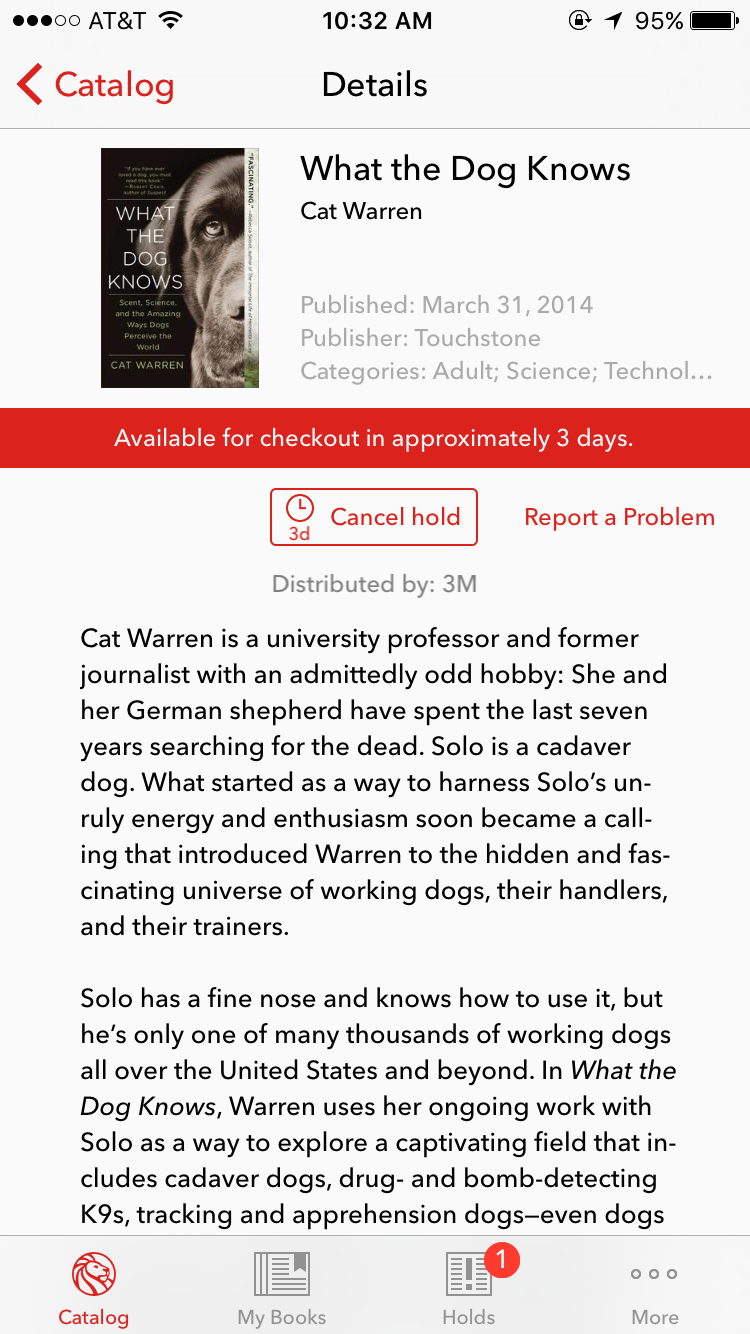 AT&T 10:32 AM 95%
Catalog Details
"If you have ever
loved a dog, you must
read this book."
WHAT
THE
DOG
KNOWS
Scent, Science,
and the Amazing
Ways Dogs
Perceive the
World
CAT WARREN
"FASCINATING."
What the Dog Knows
Cat Warren
Published: March 31, 2014
Publisher: Touchstone
Categories: Adult; Science; Technol...
Available for checkout in approximately 3 days.
3d Cancel hold Report a Problem
Distributed by: 3M
Cat Warren is a university professor and former
journalist with an admittedly odd hobby: She and
her German shepherd have spent the last seven
years searching for the dead. Solo is a cadaver
dog. What started as a way to harness Solo's un-
ruly energy and enthusiasm soon became a call-
ing that introduced Warren to the hidden and fas-
cinating universe of working dogs, their handlers,
and their trainers.
Solo has a fine nose and knows how to use it, but
he's only one of many thousands of working dogs
all over the United States and beyond. In What the
Dog Knows, Warren uses her ongoing work with
Solo as a way to explore a captivating field that in-
cludes cadaver dogs, drug- and bomb-detecting
K9s, tracking and apprehension dogs—even dogs
1
Catalog My Books Holds More